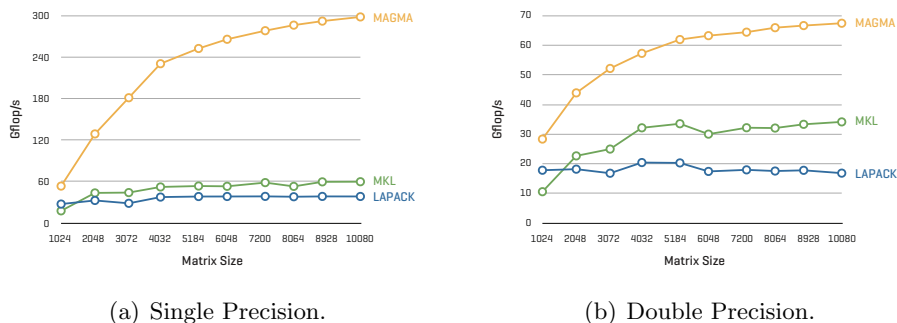 300
240
180
120
60
0
Gflop/s
MAGMA
MKL
LAPACK
1024 2048 3072 4032 5184 6048 7200 8064 8928 10080
Matrix Size
(a) Single Precision.
70
60
50
40
30
20
10
0
Gflop/s
MAGMA
MKL
LAPACK
1024 2048 3072 4032 5184 6048 7200 8064 8928 10080
Matrix Size
(b) Double Precision.